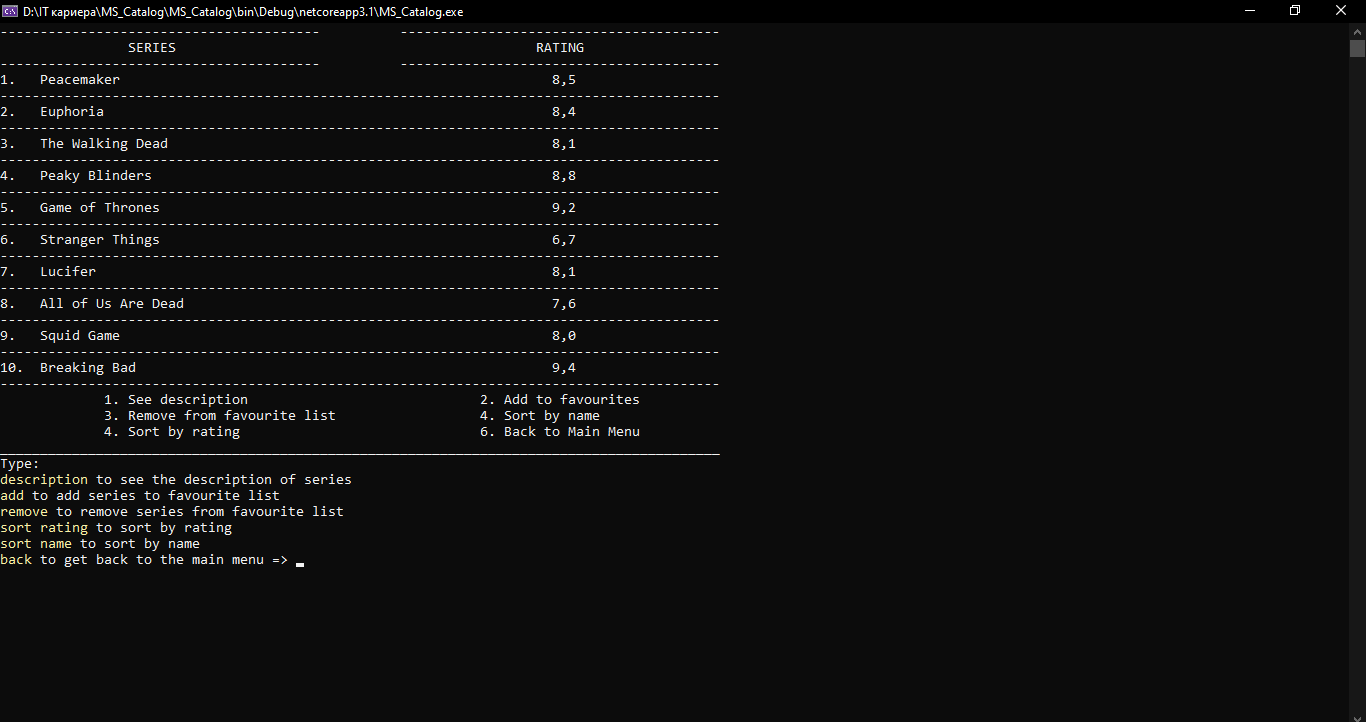 D:\IT кариера\MS_Catalog\MS_Catalog\bin\Debug\netcoreapp3.1\MS_Catalog.exe
SERIES RATING
1. Peacemaker 8,5
2. Euphoria 8,4
3. The Walking Dead 8,1
4. Peaky Blinders 8,8
5. Game of Thrones 9,2
6. Stranger Things 6,7
7. Lucifer 8,1
8. All of Us Are Dead 7,6
9. Squid Game 8,0
10. Breaking Bad 9,4
1. See description 2. Add to favourites
3. Remove from favourite list 4. Sort by name
4. Sort by rating 6. Back to Main Menu
Type:
description to see the description of series
add to add series to favourite list
remove to remove series from favourite list
sort rating to sort by rating
sort name to sort by name
back to get back to the main menu =>